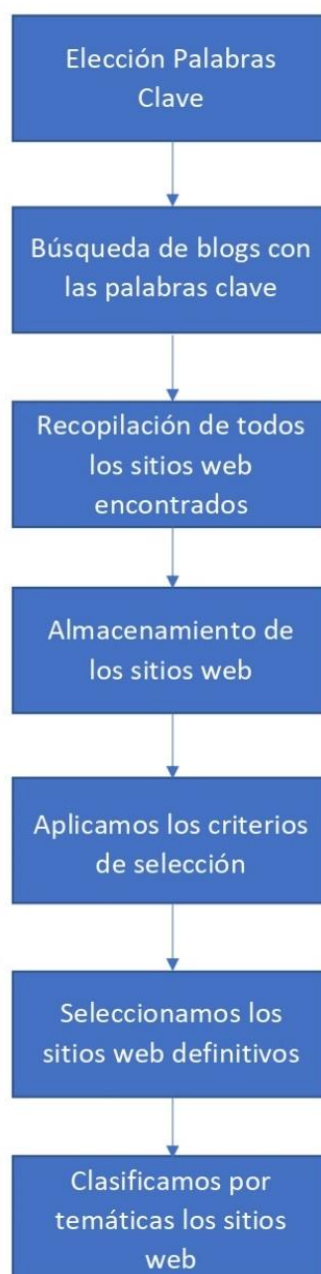 Elección Palabras
Clave
Búsqueda de blogs con
las palabras clave
Recopilación de todos
los sitios web
encontrados
Almacenamiento de
los sitios web
Aplicamos los criterios
de selección
Seleccionamos los
sitios web definitivos
Clasificamos por
temáticas los sitios
web